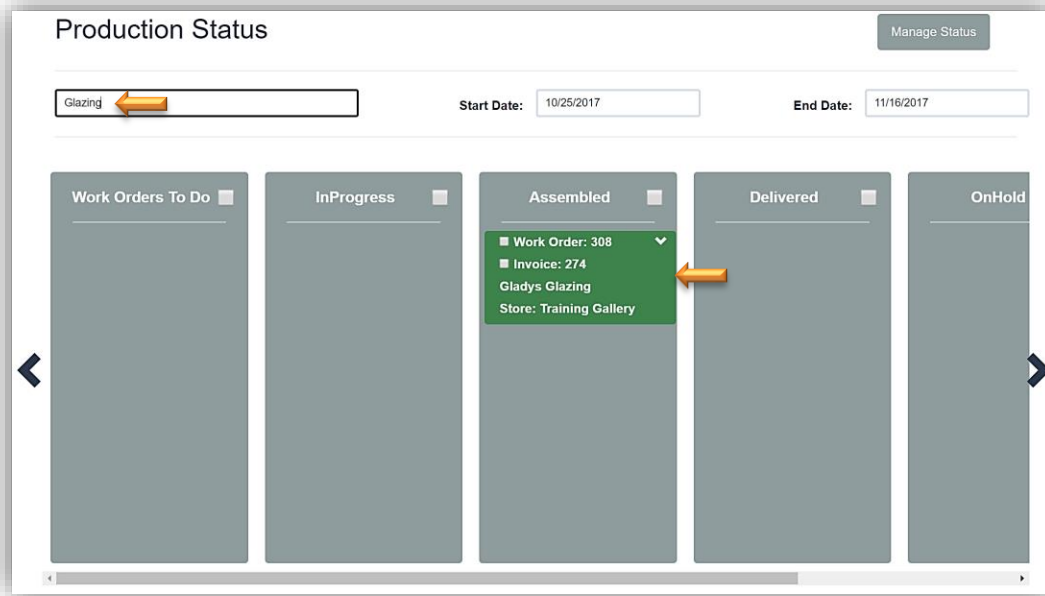 Production Status
Manage Status
Glazing
Start Date:
10/25/2017
End Date:
11/16/2017
Work Orders To Do
InProgress
Assembled
Delivered
OnHold
Work Order: 308
Invoice: 274
Gladys Glazing
Store: Training Gallery